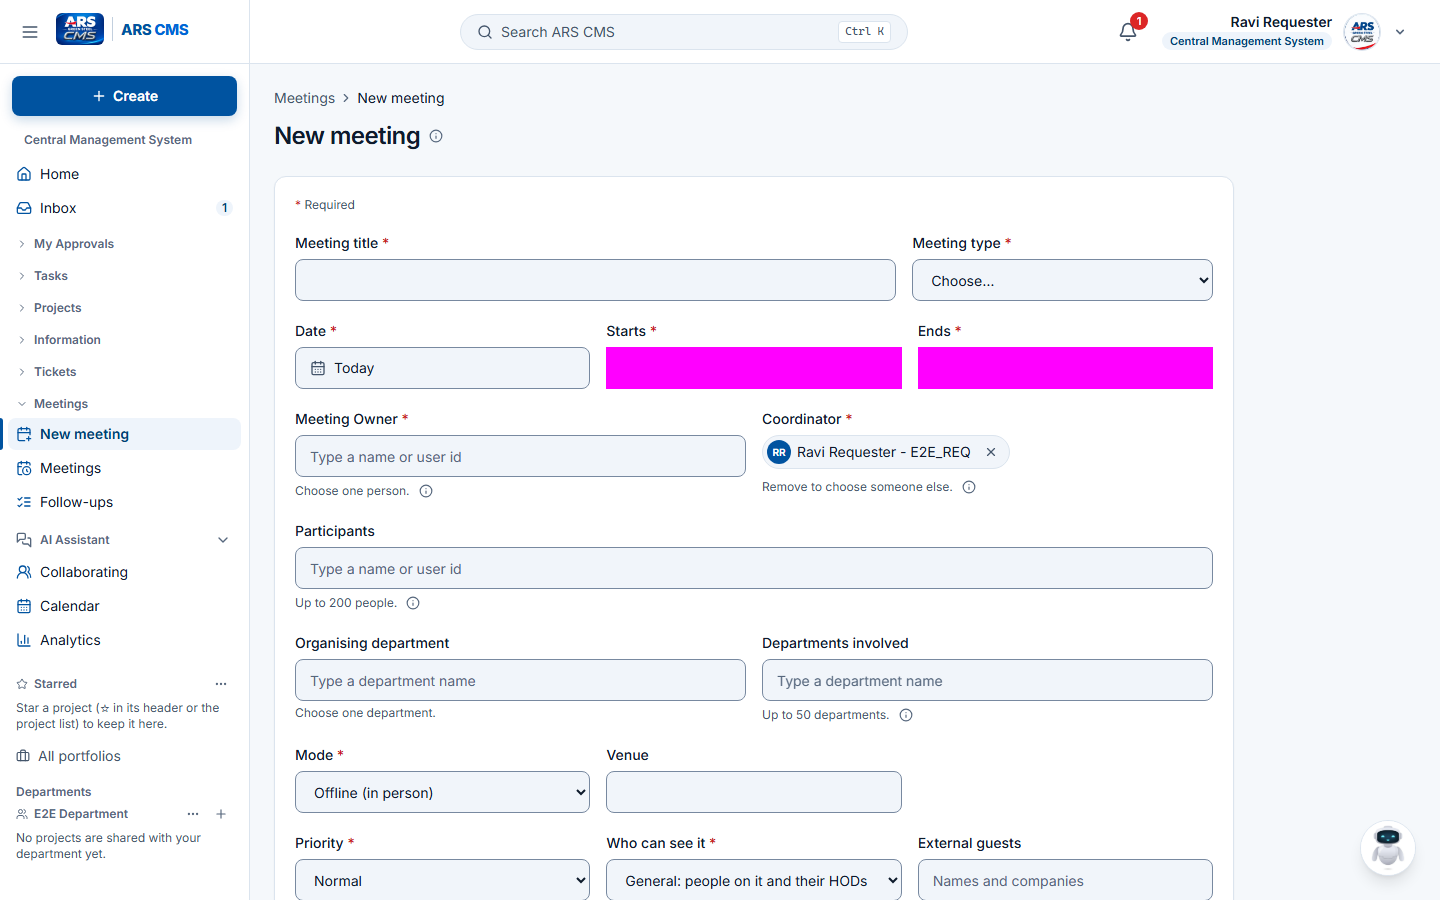 ARS
CMS
ARS CMS
Search ARS CMS
Ctrl K
1
Ravi Requester
Central Management System
ARS
CMS
Create
Central Management System
Home
Inbox
1
My Approvals
Tasks
Projects
Information
Tickets
Meetings
New meeting
Meetings
Follow-ups
AI Assistant
Collaborating
Calendar
Analytics
Starred
Star a project (☆ in its header or the
project list) to keep it here.
All portfolios
Departments
E2E Department
No projects are shared with your
department yet.
Meetings > New meeting
New meeting
* Required
Meeting title *
Meeting type *
Choose...
Date *
Starts *
Ends *
Today
Meeting Owner *
Coordinator *
Type a name or user id
RR Ravi Requester - E2E_REQ
Choose one person.
Remove to choose someone else.
Participants
Type a name or user id
Up to 200 people.
Organising department
Departments involved
Type a department name
Type a department name
Choose one department.
Up to 50 departments.
Mode *
Venue
Offline (in person)
Priority *
Who can see it *
External guests
Normal
General: people on it and their HODs
Names and companies